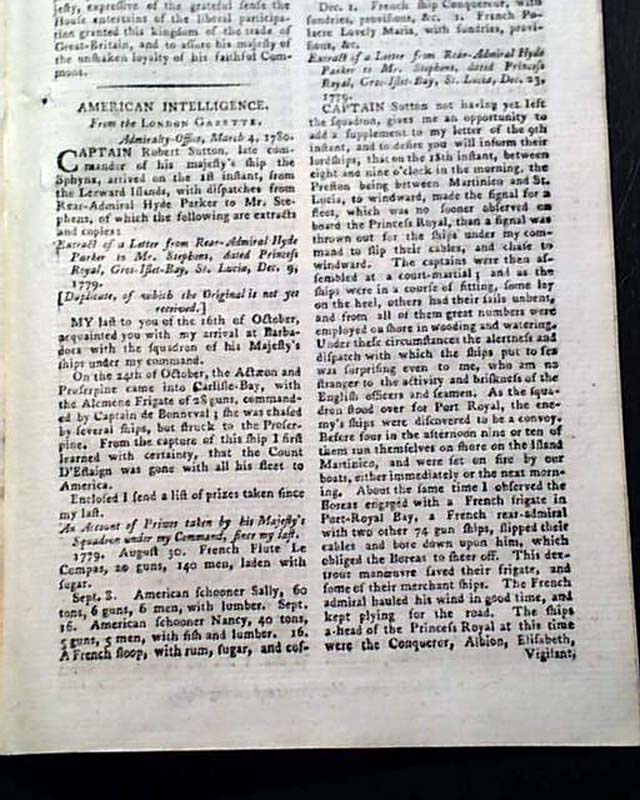 jesty, expressive of the grateful sense the
House entertains of the liberal participa-
tion granted this kingdom of the trade of
Great-Britain, and to assure his majesty of
the unshaken loyalty of his faithful Com-
mons.
AMERICAN INTELLIGENCE.
From the LONDON GAZETTE.
Admiralty-Office, March 4, 1780.
CAPTAIN Robert Sutton, late com-
mander of his majesty's ship the
Sphynx, arrived on the 1st instant, from
the Leeward Islands, with dispatches from
Rear-Admiral Hyde Parker to Mr. Ste-
phens, of which the following are extracts
and copies:
Extract of a Letter from Rear-Admiral Hyde
Parker to Mr. Stephens, dated Princess
Royal, Gros-Islet-Bay, St. Lucia, Dec. 9,
1779.
[Duplicate, of which the Original is not yet
received.]
MY last to you of the 16th of October,
acquainted you with my arrival at Barba-
does with the squadron of his Majesty's
ships under my command.
On the 24th of October, the Actæon and
Proserpine came into Carlisle-Bay, with
the Alcmene Frigate of 28 guns, command-
ed by Captain de Bonneval; she was chased
by several ships, but struck to the Proser-
pine. From the capture of this ship I first
learned with certainty, that the Count
D'Estaign was gone with all his fleet to
America.
Enclosed I send a list of prizes taken since
my last.
An Account of Prizes taken by his Majesty's
Squadron under my Command, since my last.
1779. August 30. French Flute Le
Compas, 20 guns, 140 men, laden with
sugar.
Sept. 8. American schooner Sally, 60
tons, 6 guns, 6 men, with lumber. Sept.
16. American schooner Nancy, 40 tons,
5 guns, 5 men, with fish and lumber. 16.
A French sloop, with rum, sugar, and cof-
Dec. 1. French ship Conqueror, with
sundries, provisions, &c. 1. French Po-
lacre Lovely Maria, with sundries, provi-
sions, &c.
Extract of a Letter from Rear-Admiral Hyde
Parker to Mr. Stephens, dated Princess
Royal, Gros-Islet-Bay, St. Lucia, Dec. 23,
1779.
CAPTAIN Sutton not having yet left
the squadron, gives me an opportunity to
add a supplement to my letter of the 9th
instant, and to desire you will inform their
lordships, that on the 18th instant, between
eight and nine o'clock in the morning, the
Preston being between Martinico and St.
Lucia, to windward, made the signal for a
fleet, which was no sooner observed on
board the Princess Royal, than a signal was
thrown out for the ships under my com-
mand to slip their cables, and chase to
windward. The captains were then as-
sembled at a court-martial; and as the
ships were in a course of fitting, some lay
on the heel, others had their sails unbent,
and from all of them great numbers were
employed on shore in wooding and watering.
Under these circumstances the alertness and
dispatch with which the ships put to sea
was surprising even to me, who am no
stranger to the activity and briskness of the
English officers and seamen. As the squa-
dron stood over for Port Royal, the ene-
my's ships were discovered to be a convoy.
Before four in the afternoon nine or ten of
them run themselves on shore on the Island
Martinico, and were set on fire by our
boats, either immediately or the next morn-
ing. About the same time I observed the
Boreas engaged with a French frigate in
Port-Royal Bay, a French rear-admiral
with two other 74 gun ships, slipped their
cables and bore down upon him, which
obliged the Boreas to sheer off. This dex-
trous manœuvre saved their frigate, and
some of their merchant ships. The French
admiral hauled his wind in good time, and
kept plying for the road. The ships
a-head of the Princess Royal at this time
were the Conqueror, Albion, Elisabeth,
Vigilant,